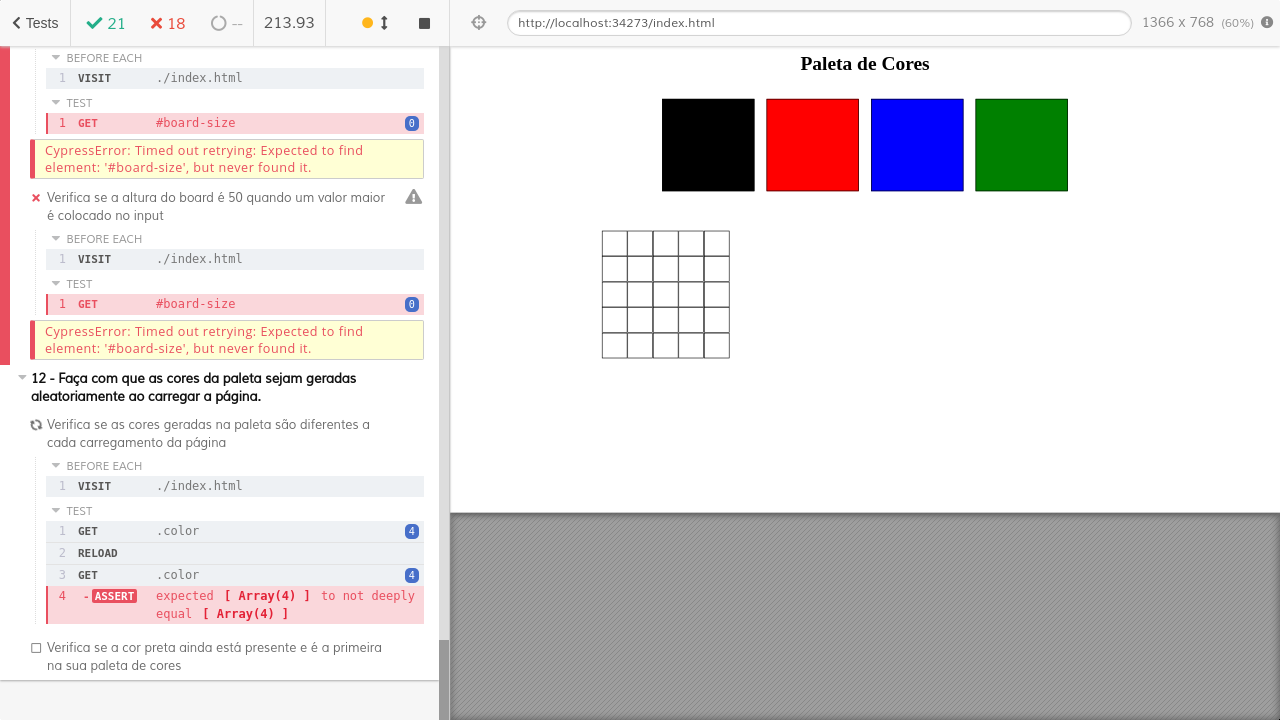 Tests
21
18
--
213.93
http://localhost:34273/index.html
1366 x 768 (60%)
BEFORE EACH
1 VISIT ./index.html
TEST
1 GET #board-size 0
CypressError: Timed out retrying: Expected to find
element: '#board-size', but never found it.
Verifica se a altura do board é 50 quando um valor maior
é colocado no input
BEFORE EACH
1 VISIT ./index.html
TEST
1 GET #board-size 0
CypressError: Timed out retrying: Expected to find
element: '#board-size', but never found it.
12 - Faça com que as cores da paleta sejam geradas
aleatoriamente ao carregar a página.
Verifica se as cores geradas na paleta são diferentes a
cada carregamento da página
BEFORE EACH
1 VISIT ./index.html
TEST
1 GET .color 4
2 RELOAD
3 GET .color 4
4 -ASSERT expected [ Array(4) ] to not deeply
equal [ Array(4) ]
Verifica se a cor preta ainda está presente e é a primeira
na sua paleta de cores
Paleta de Cores